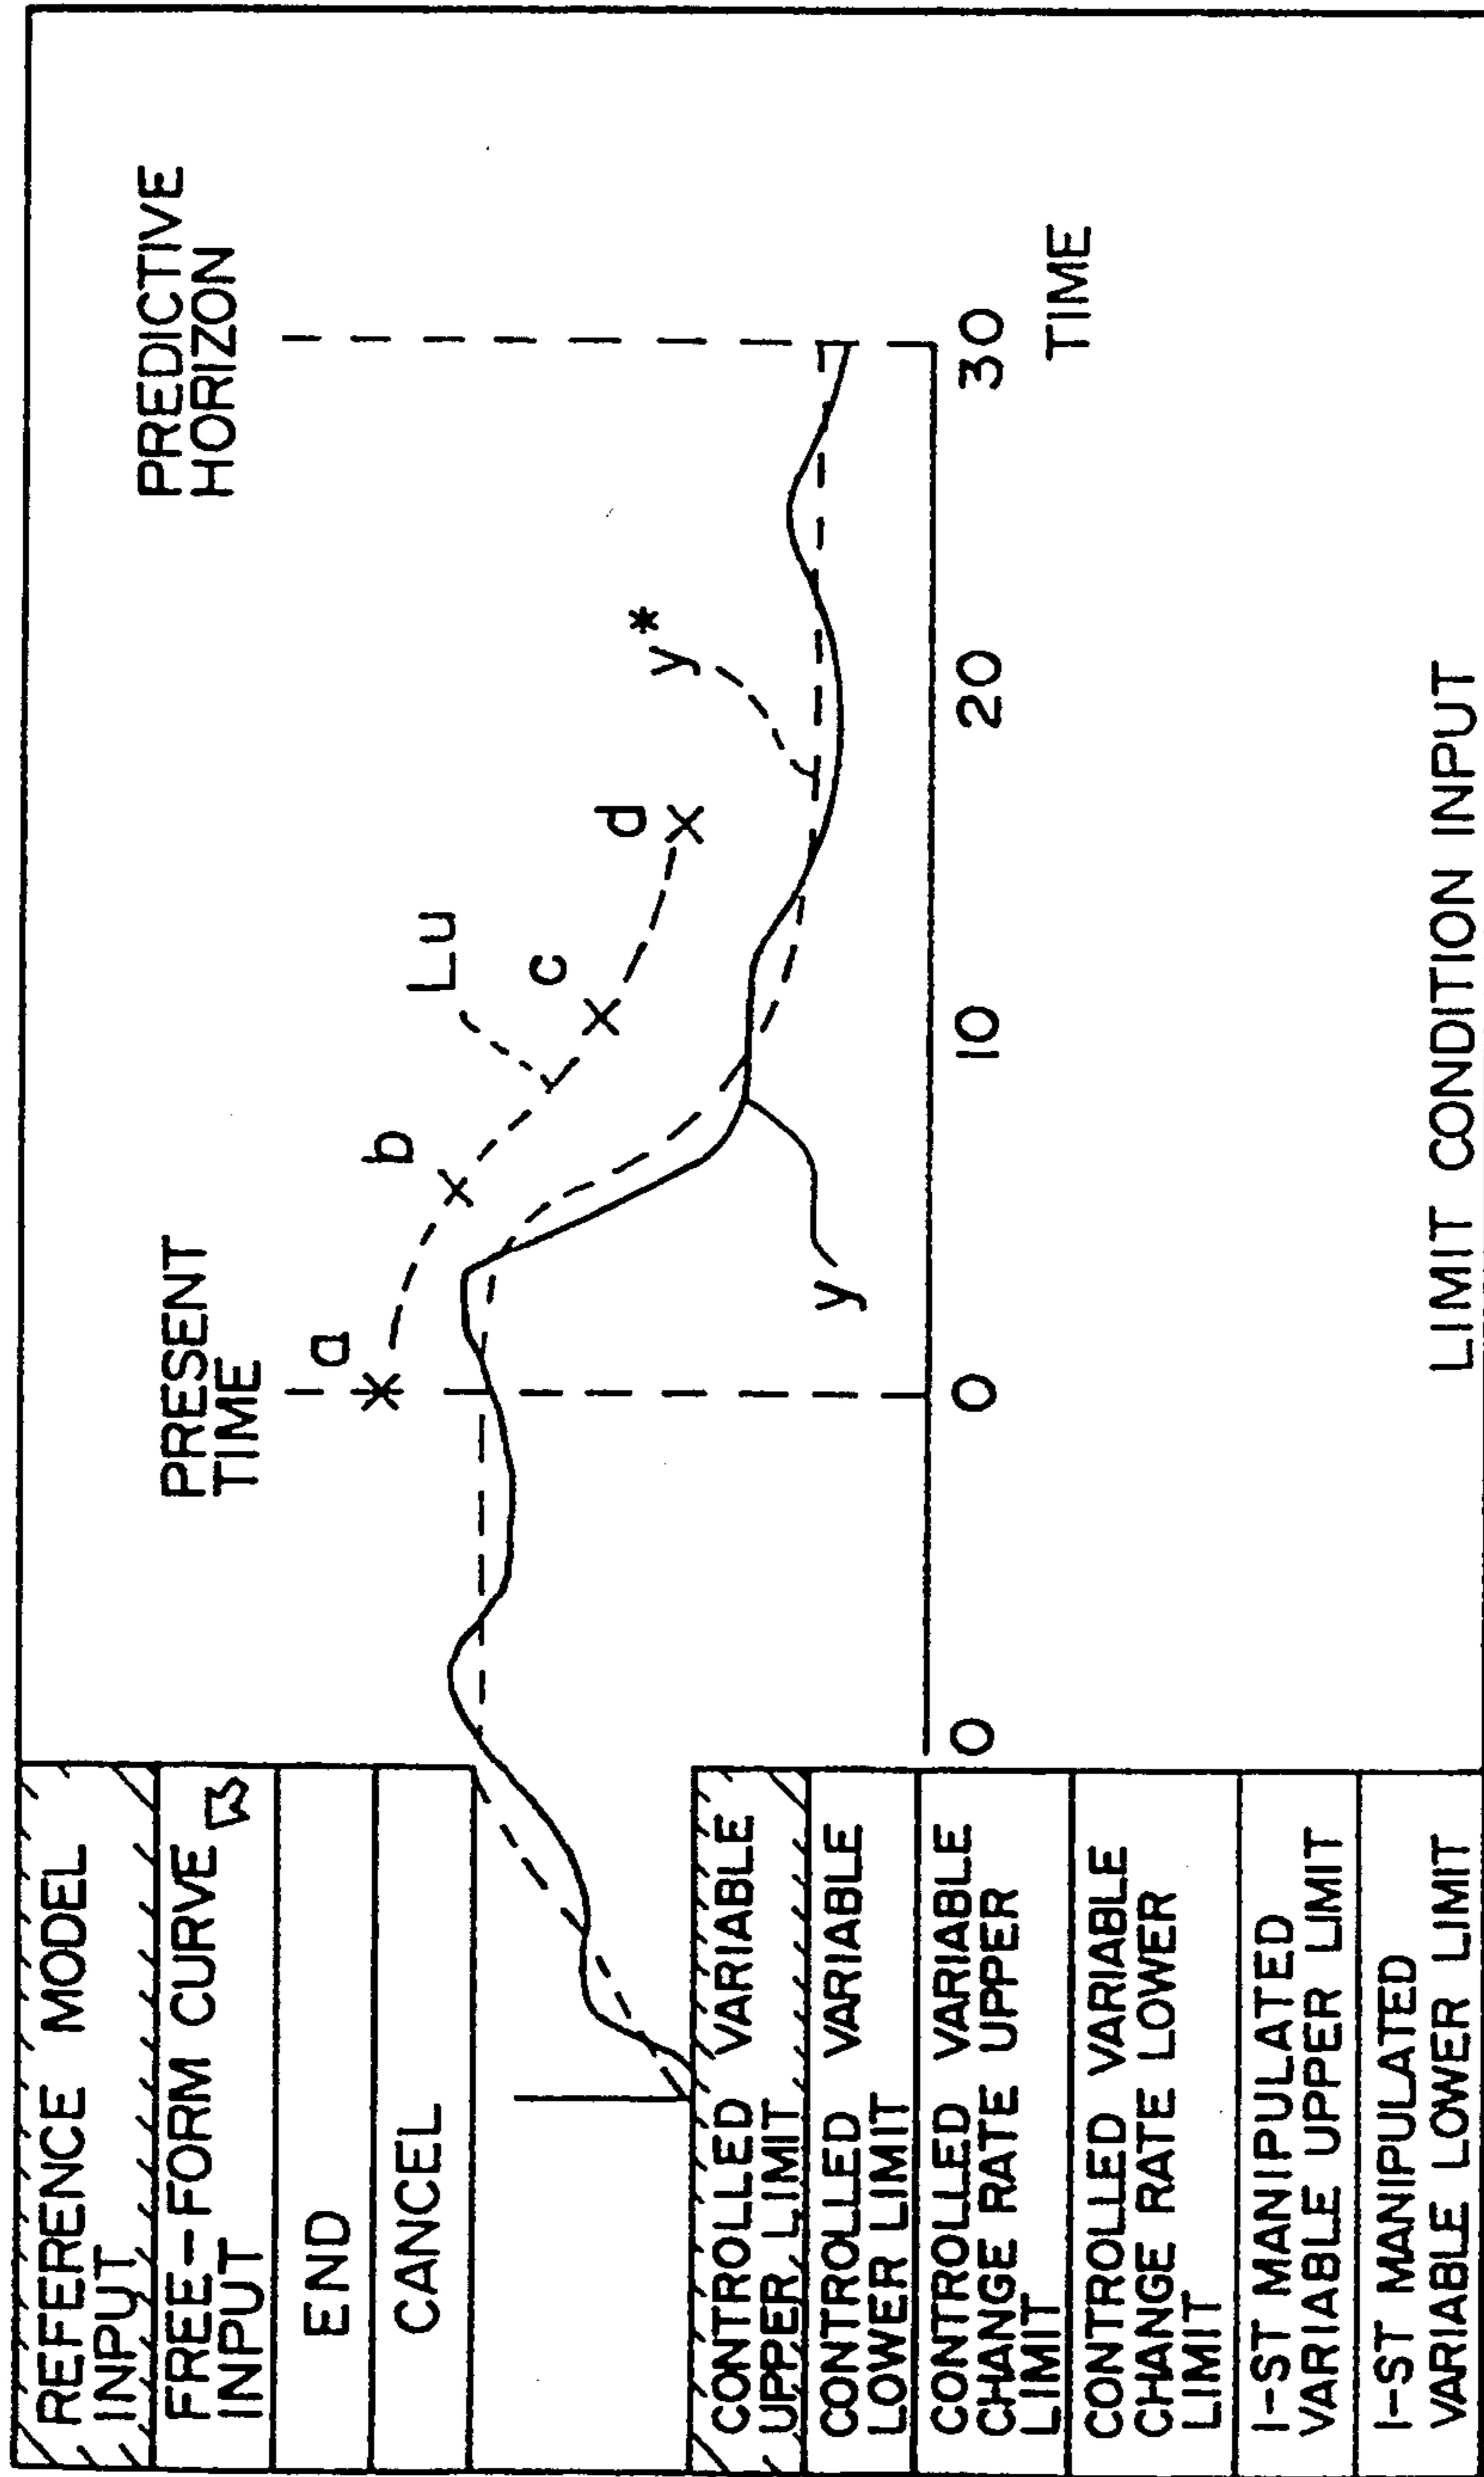 REFERENCE MODEL
INPUT
FREE-FORM CURVE
INPUT
END
CANCEL
CONTROLLED VARIABLE
UPPER LIMIT
CONTROLLED VARIABLE
LOWER LIMIT
CONTROLLED VARIABLE
CHANGE RATE UPPER
LIMIT
CONTROLLED VARIABLE
CHANGE RATE LOWER
LIMIT
I-ST MANIPULATED
VARIABLE UPPER LIMIT
I-ST MANIPULATED
VARIABLE LOWER LIMIT
PRESENT
TIME
PREDICTIVE
HORIZON
a
b
Lu
c
d
y*
y
0
0
10
20
30
TIME
LIMIT CONDITION INPUT